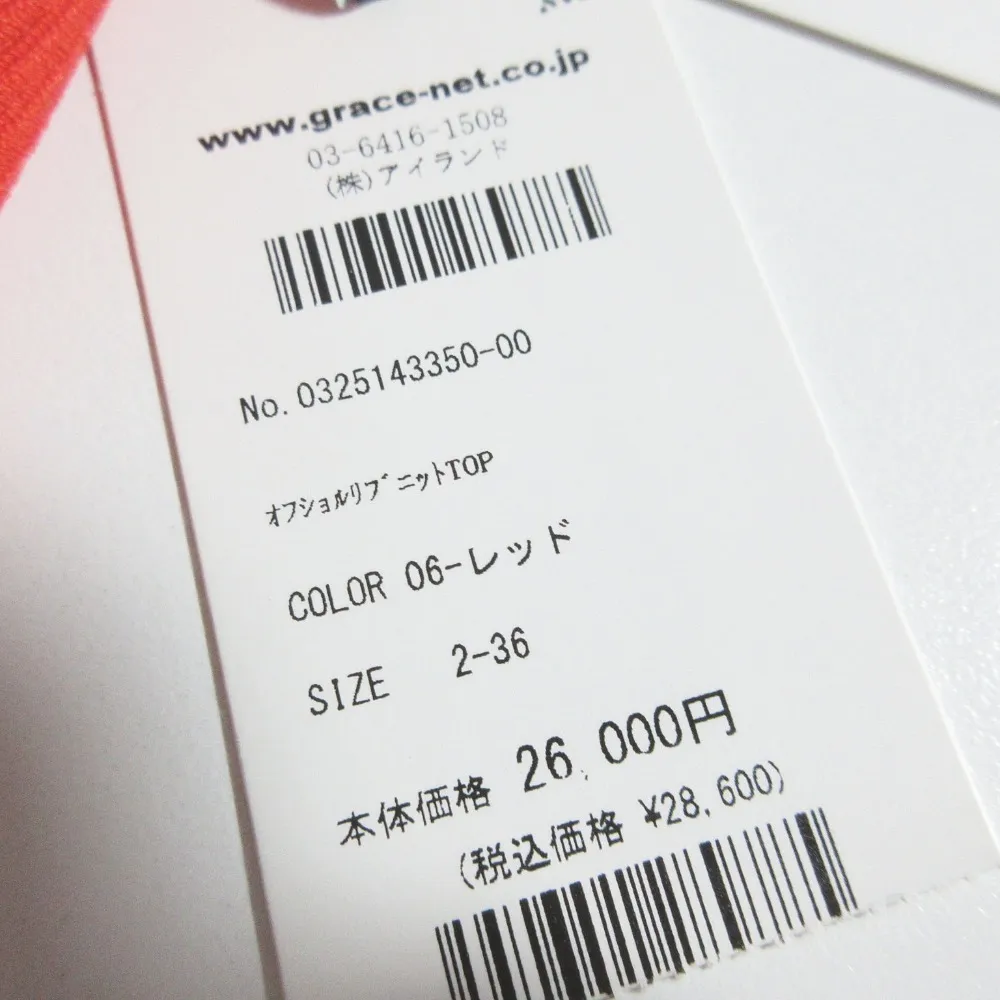 www.grace-net.co.jp
03-6416-1508
(株)アイランド
No.0325143350-00
ｵﾌｼｮﾙﾘﾌﾞﾆｯﾄTOP
COLOR 06-レッド
SIZE 2-36
本体価格 26,000円
(税込価格 ¥28,600)